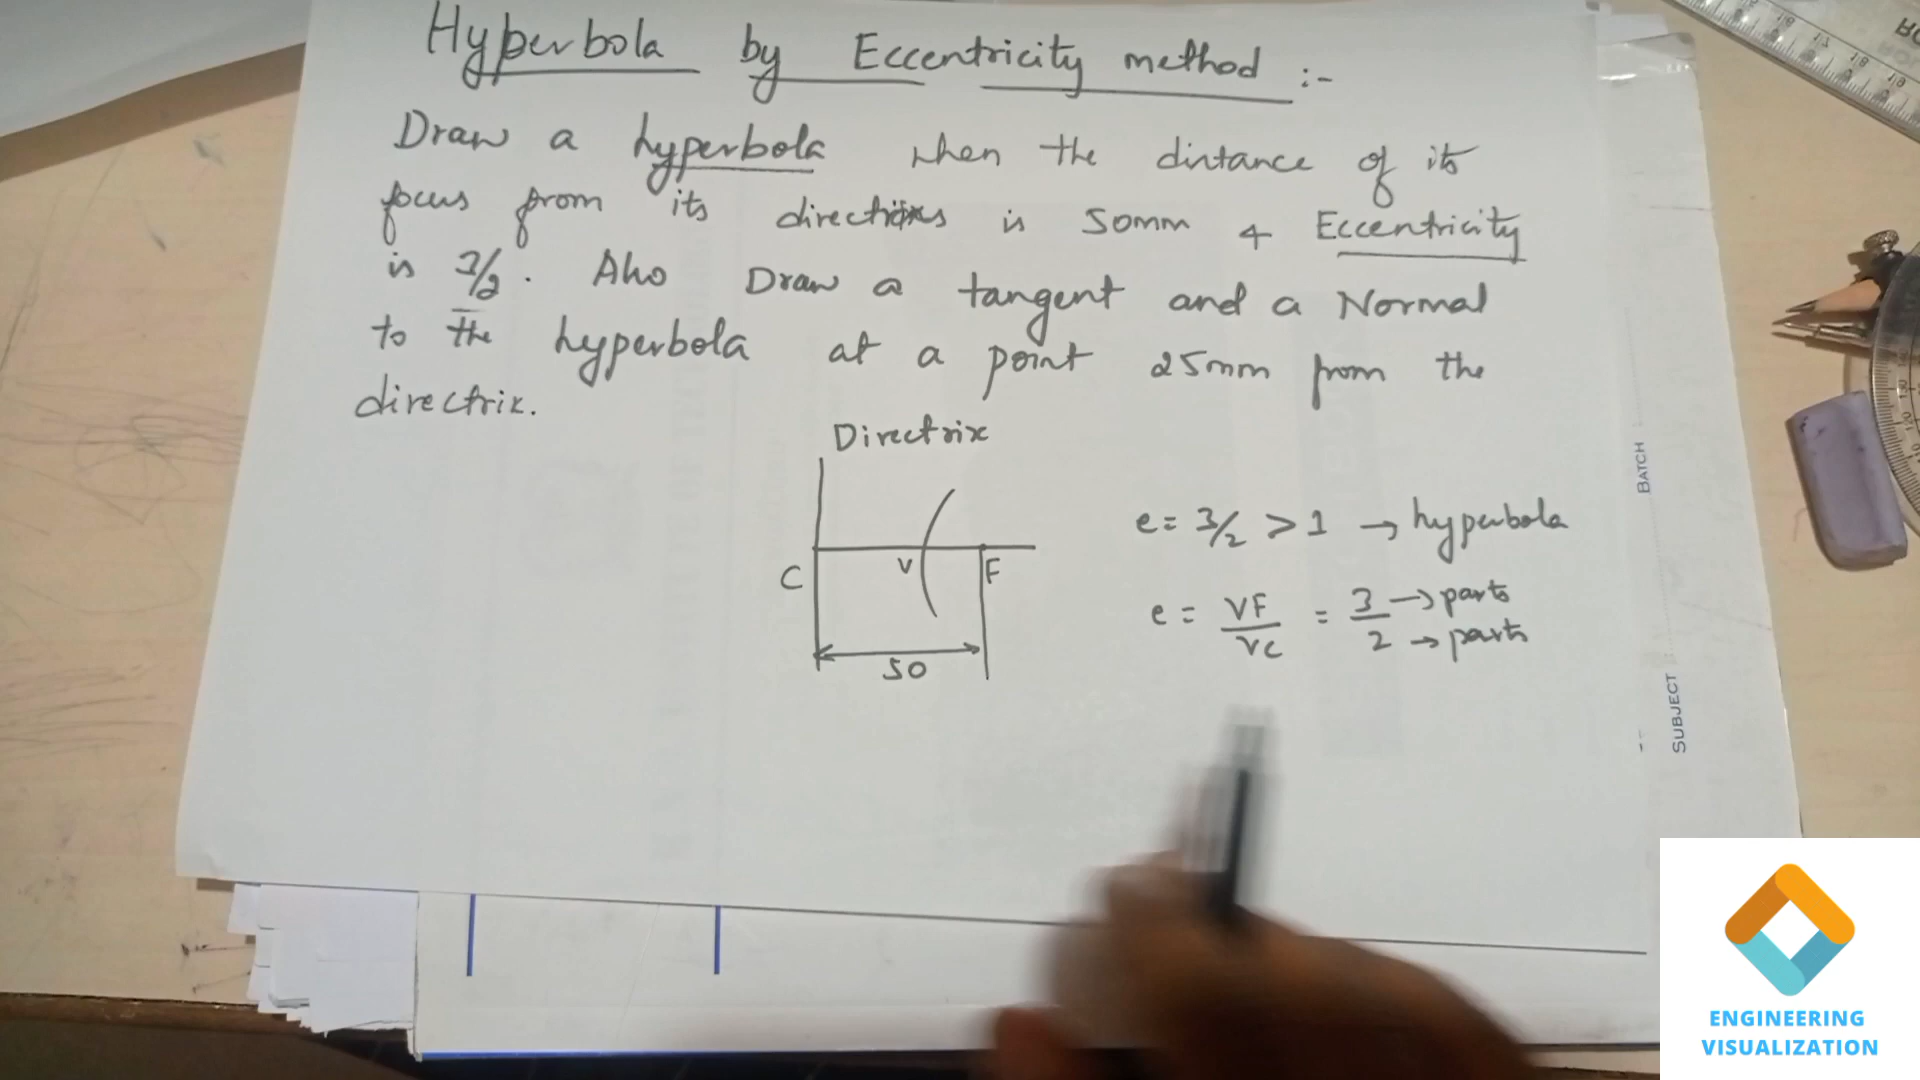 Hyperbola by Eccentricity method :-
Draw a hyperbola when the distance of its
focus from its directrix is 50mm & Eccentricity
is 3/2. Also Draw a tangent and a Normal
to the hyperbola at a point 25mm from the
directrix.
Directrix
C V F
50
e = 3/2 > 1 → hyperbola
e = VF/VC = 3/2 → parts → parts
BATCH
SUBJECT
ENGINEERING
VISUALIZATION